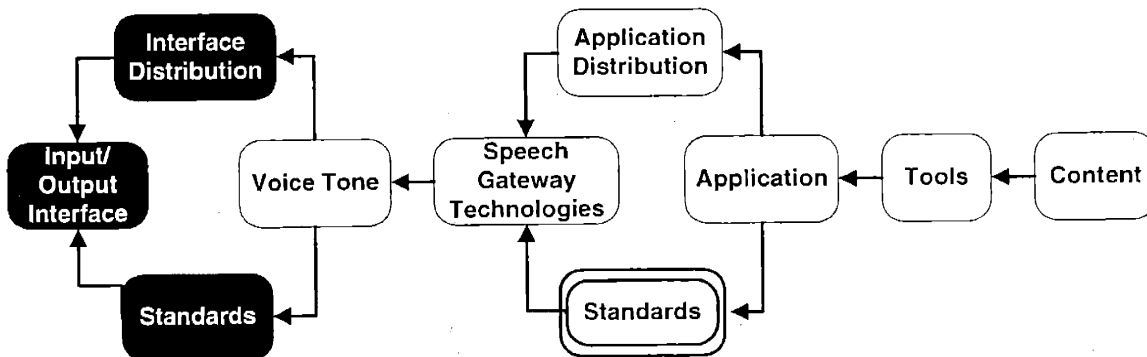 Interface
Distribution
Application
Distribution
Input/
Output
Interface
Voice Tone
Speech
Gateway
Technologies
Application
Tools
Content
Standards
Standards